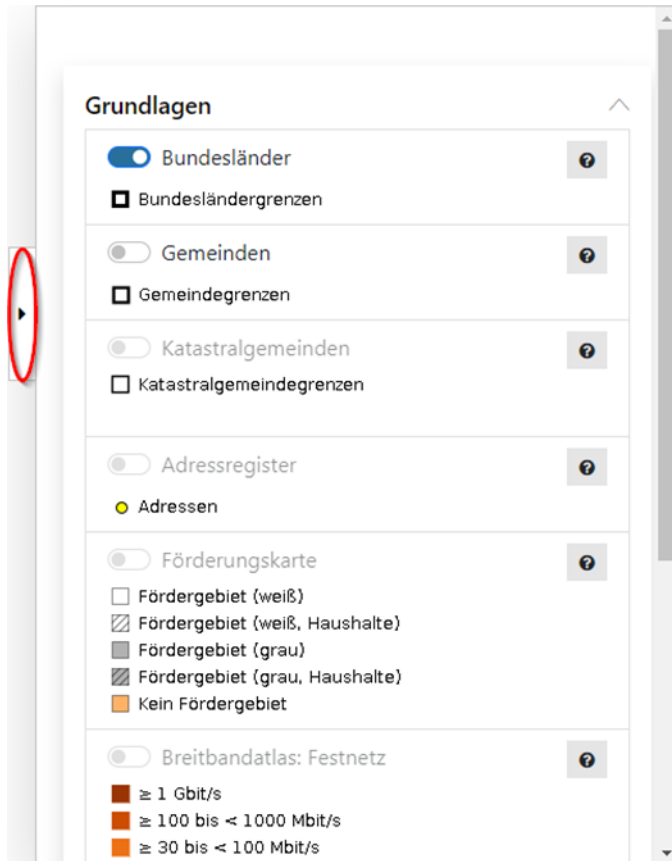 Grundlagen
Bundesländer
Bundesländergrenzen
Gemeinden
Gemeindegrenzen
Katastralgemeinden
Katastralgemeindegrenzen
Adressregister
Adressen
Förderungskarte
Fördergebiet (weiß)
Fördergebiet (weiß, Haushalte)
Fördergebiet (grau)
Fördergebiet (grau, Haushalte)
Kein Fördergebiet
Breitbandatlas: Festnetz
≥ 1 Gbit/s
≥ 100 bis < 1000 Mbit/s
≥ 30 bis < 100 Mbit/s